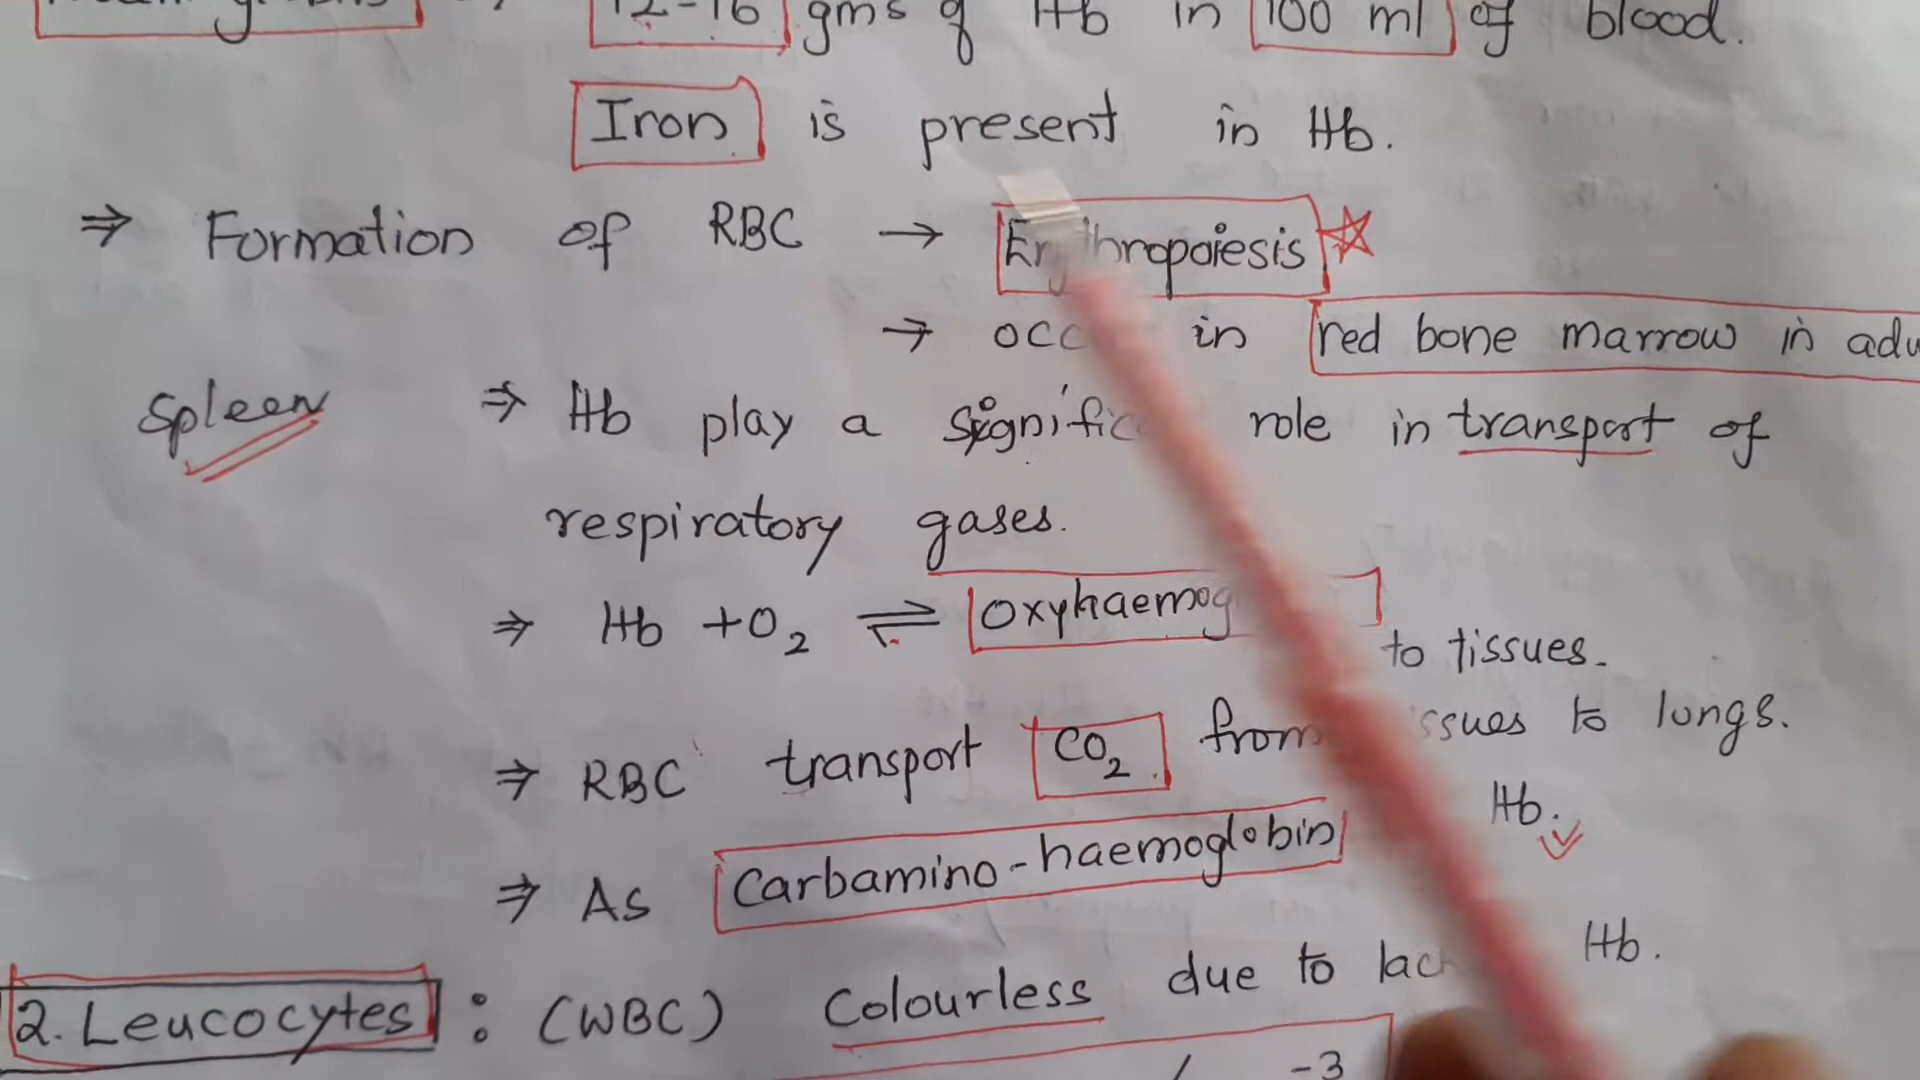 12-16 gms of Hb in 100 ml of blood.
Iron is present in Hb.
⇒ Formation of RBC → Erythropoiesis
→ occ in red bone marrow in adu
Spleen ⇒ Hb play a signific role in transport of
respiratory gases.
⇒ Hb + O2 ⇌ Oxyhaemog
to tissues.
⇒ RBC transport CO2 from ssues to lungs.
Hb.
⇒ As Carbamino-haemoglobin
2. Leucocytes : (WBC) Colourless due to lac Hb.
-3